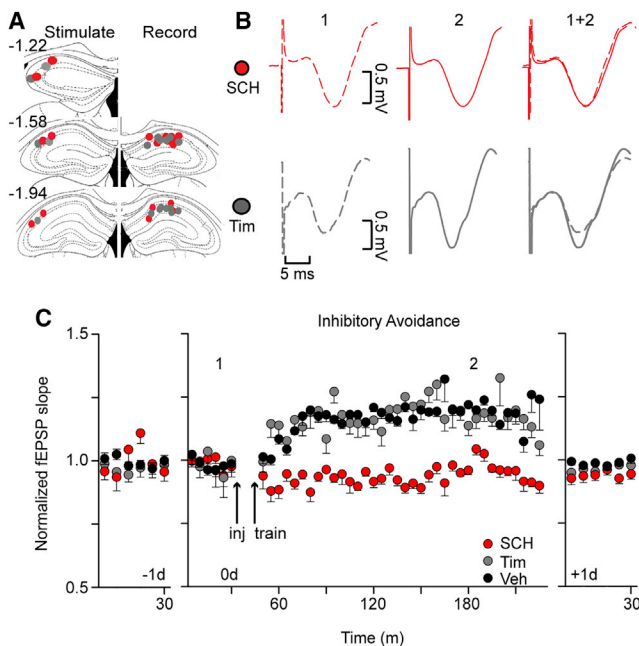 A
Stimulate Record
-1.22
-1.58
-1.94
B
1 2 1+2
SCH
0.5 mV
Tim
0.5 mV
5 ms
C
Inhibitory Avoidance
1.5
1.0
0.5
Normalized fEPSP slope
1 2
inj train
SCH
Tim
Veh
-1d 0d +1d
30 60 120 180 30
Time (m)